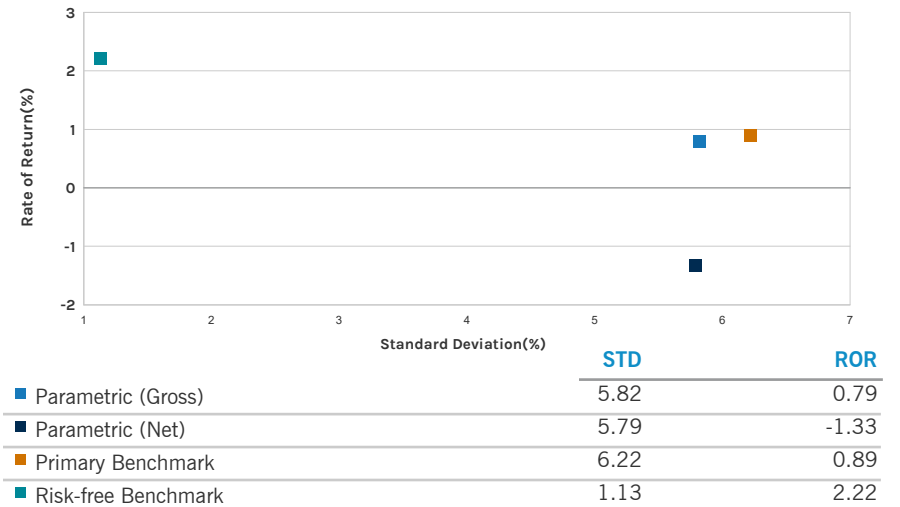 3
2
1
0
-1
-2
Rate of Return(%)
1 2 3 4 5 6 7
Standard Deviation(%)
STD ROR
Parametric (Gross) 5.82 0.79
Parametric (Net) 5.79 -1.33
Primary Benchmark 6.22 0.89
Risk-free Benchmark 1.13 2.22